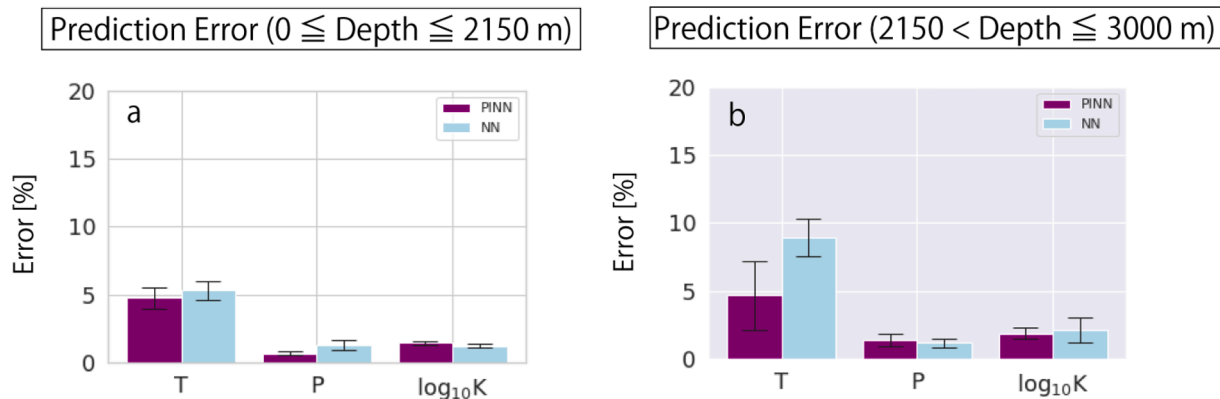 Prediction Error (0 ≦ Depth ≦ 2150 m)
a
PINN
NN
Error [%]
20
15
10
5
0
T
P
log₁₀K
Prediction Error (2150 < Depth ≦ 3000 m)
b
PINN
NN
Error [%]
20
15
10
5
0
T
P
log₁₀K